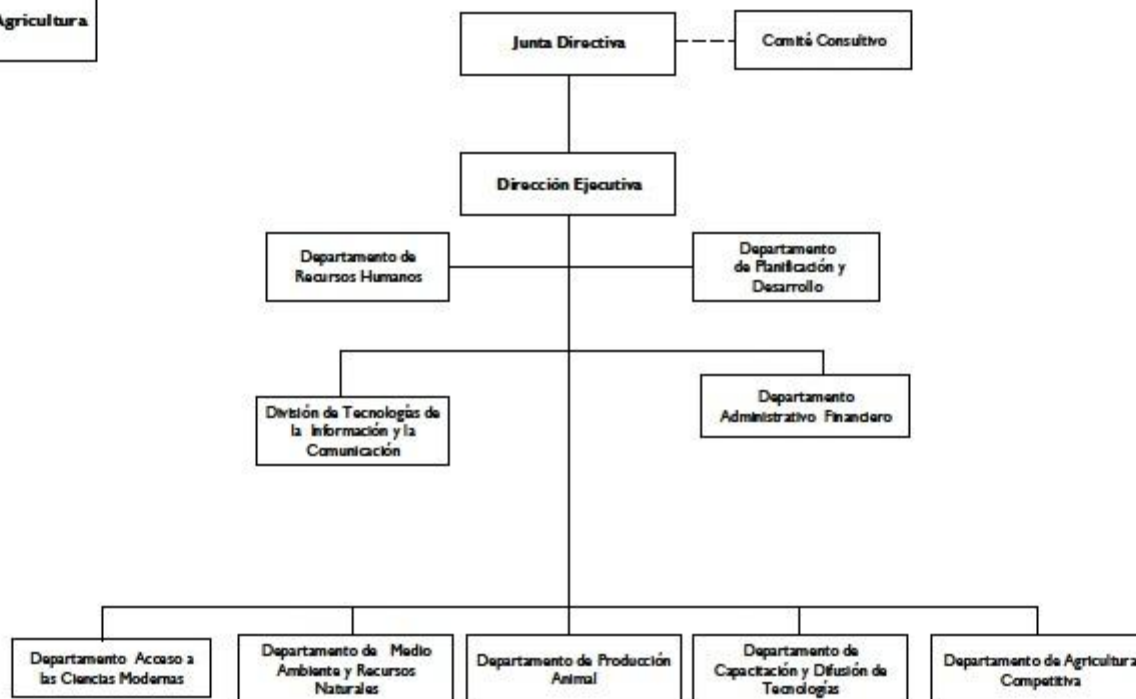 Agricultura
Junta Directiva
Comité Consultivo
Dirección Ejecutiva
Departamento de
Recursos Humanos
Departamento
de Planificación y
Desarrollo
División de Tecnologías de
la Información y la
Comunicación
Departamento
Administrativo Financiero
Departamento Acceso a
las Ciencias Modernas
Departamento de Medio
Ambiente y Recursos
Naturales
Departamento de Producción
Animal
Departamento de
Capacitación y Difusión de
Tecnologías
Departamento de Agricultura
Competitiva